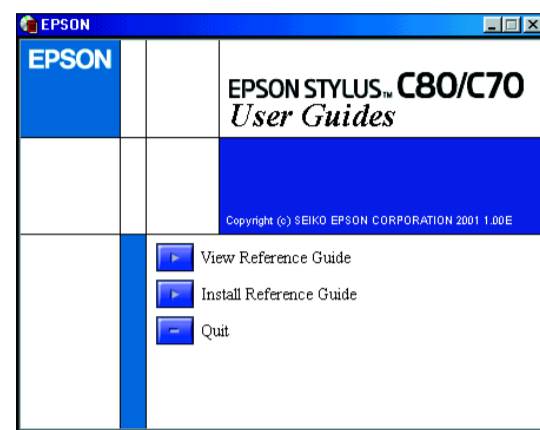 EPSON
EPSON
EPSON STYLUS™ C80/C70
User Guides
Copyright (c) SEIKO EPSON CORPORATION 2001 1.00E
View Reference Guide
Install Reference Guide
Quit